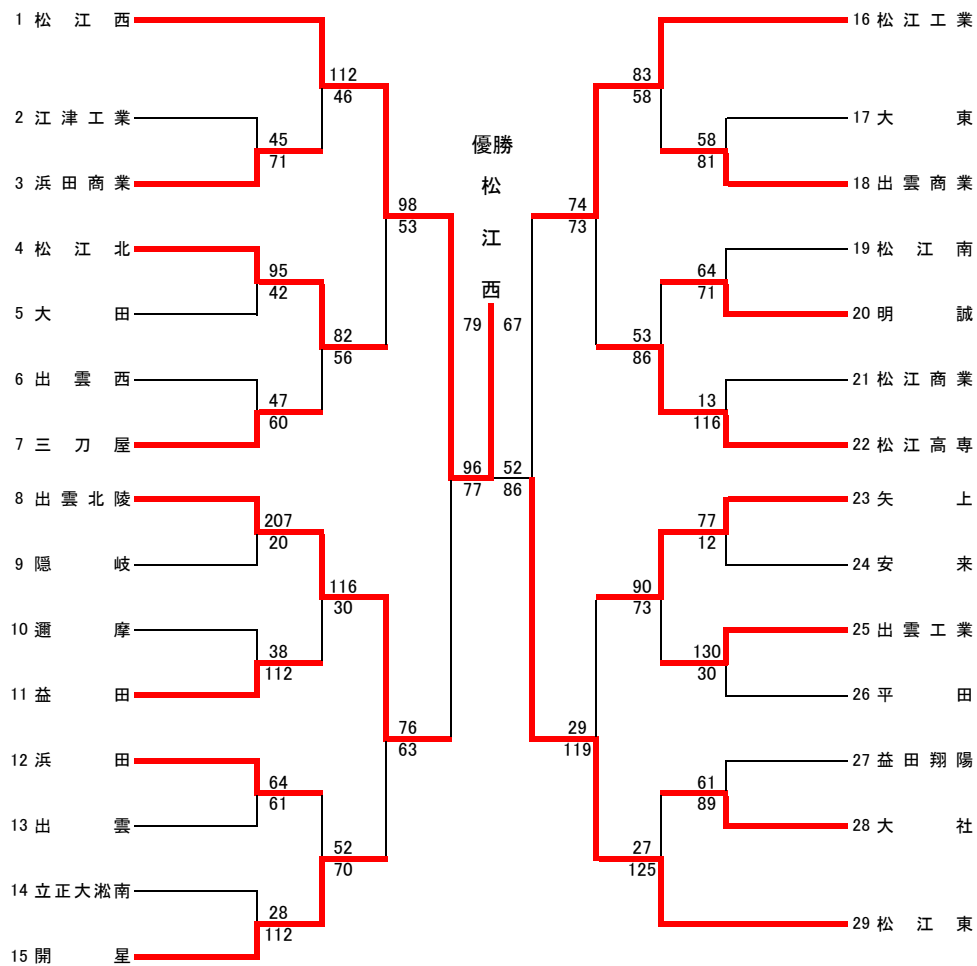 1 松江西
2 江津工業
3 浜田商業
4 松江北
5 大田
6 出雲西
7 三刀屋
8 出雲北陵
9 隠岐
10 邇摩
11 益田
12 浜田
13 出雲
14 立正大淞南
15 開星
45
71
95
42
47
60
207
20
38
112
64
61
28
112
112
46
82
56
116
30
52
70
98
53
76
63
96
77
優勝
松
江
西
79 67
52
86
74
73
29
119
83
58
53
86
90
73
27
125
58
81
64
71
13
116
77
12
130
30
61
89
16 松江工業
17 大東
18 出雲商業
19 松江南
20 明誠
21 松江商業
22 松江高専
23 矢上
24 安来
25 出雲工業
26 平田
27 益田翔陽
28 大社
29 松江東